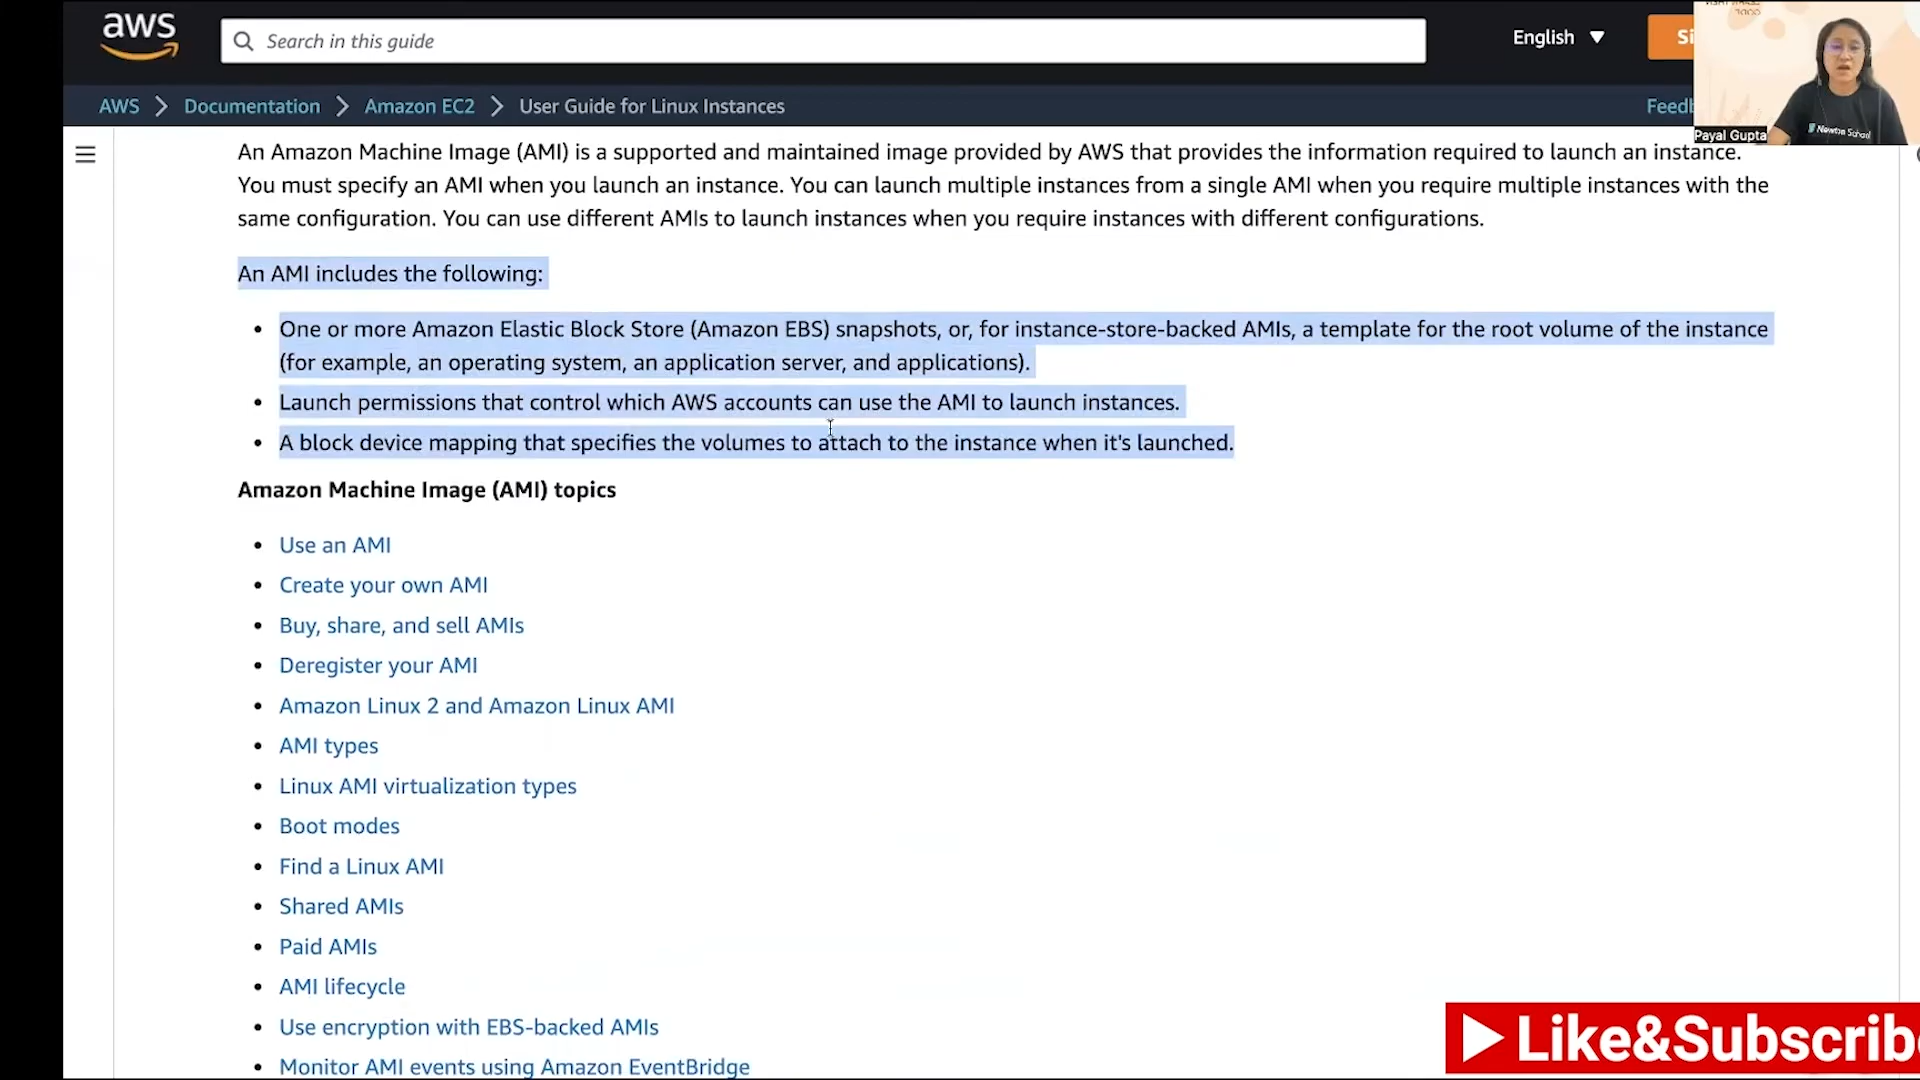 aws
Search in this guide
English
Si
AWS
Documentation
Amazon EC2
User Guide for Linux Instances
Feedb
Payal Gupta
Newton School
An Amazon Machine Image (AMI) is a supported and maintained image provided by AWS that provides the information required to launch an instance.
You must specify an AMI when you launch an instance. You can launch multiple instances from a single AMI when you require multiple instances with the
same configuration. You can use different AMIs to launch instances when you require instances with different configurations.
An AMI includes the following:
• One or more Amazon Elastic Block Store (Amazon EBS) snapshots, or, for instance-store-backed AMIs, a template for the root volume of the instance
(for example, an operating system, an application server, and applications).
• Launch permissions that control which AWS accounts can use the AMI to launch instances.
• A block device mapping that specifies the volumes to attach to the instance when it's launched.
Amazon Machine Image (AMI) topics
• Use an AMI
• Create your own AMI
• Buy, share, and sell AMIs
• Deregister your AMI
• Amazon Linux 2 and Amazon Linux AMI
• AMI types
• Linux AMI virtualization types
• Boot modes
• Find a Linux AMI
• Shared AMIs
• Paid AMIs
• AMI lifecycle
• Use encryption with EBS-backed AMIs
• Monitor AMI events using Amazon EventBridge
Like&Subscribe